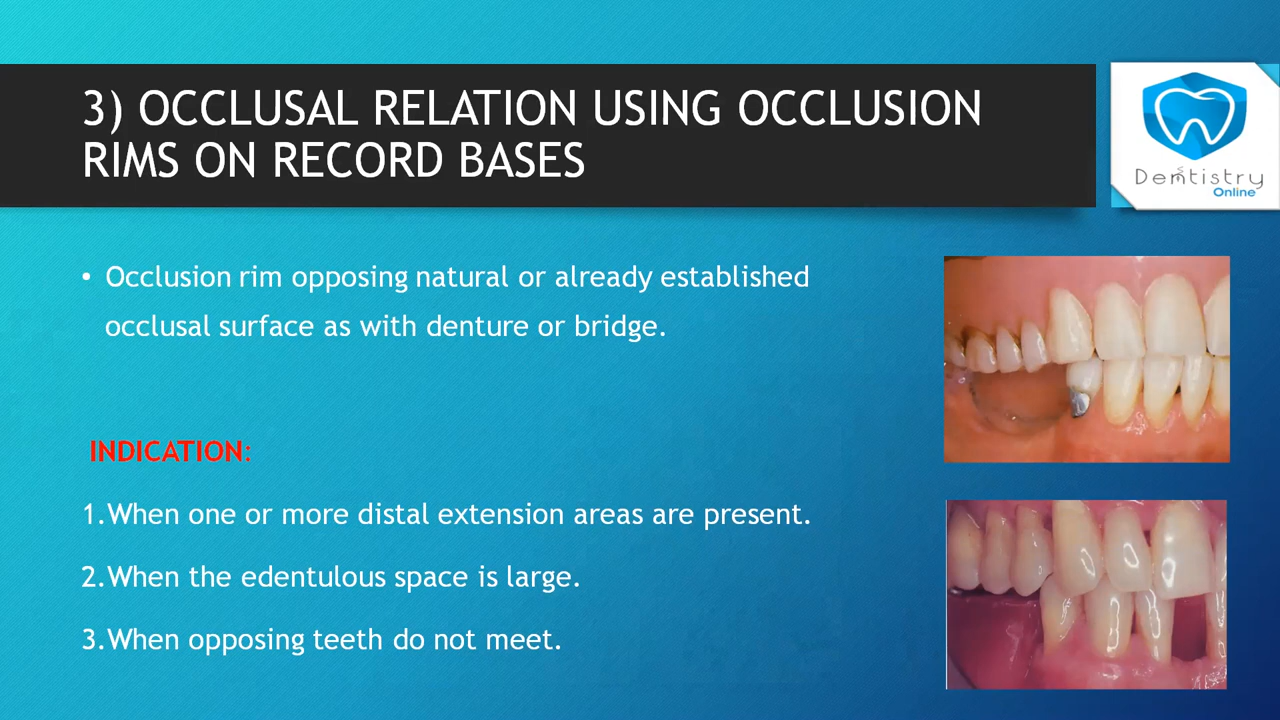 3) OCCLUSAL RELATION USING OCCLUSION
RIMS ON RECORD BASES
Dentistry
Online
• Occlusion rim opposing natural or already established
occlusal surface as with denture or bridge.
INDICATION:
1.When one or more distal extension areas are present.
2.When the edentulous space is large.
3.When opposing teeth do not meet.